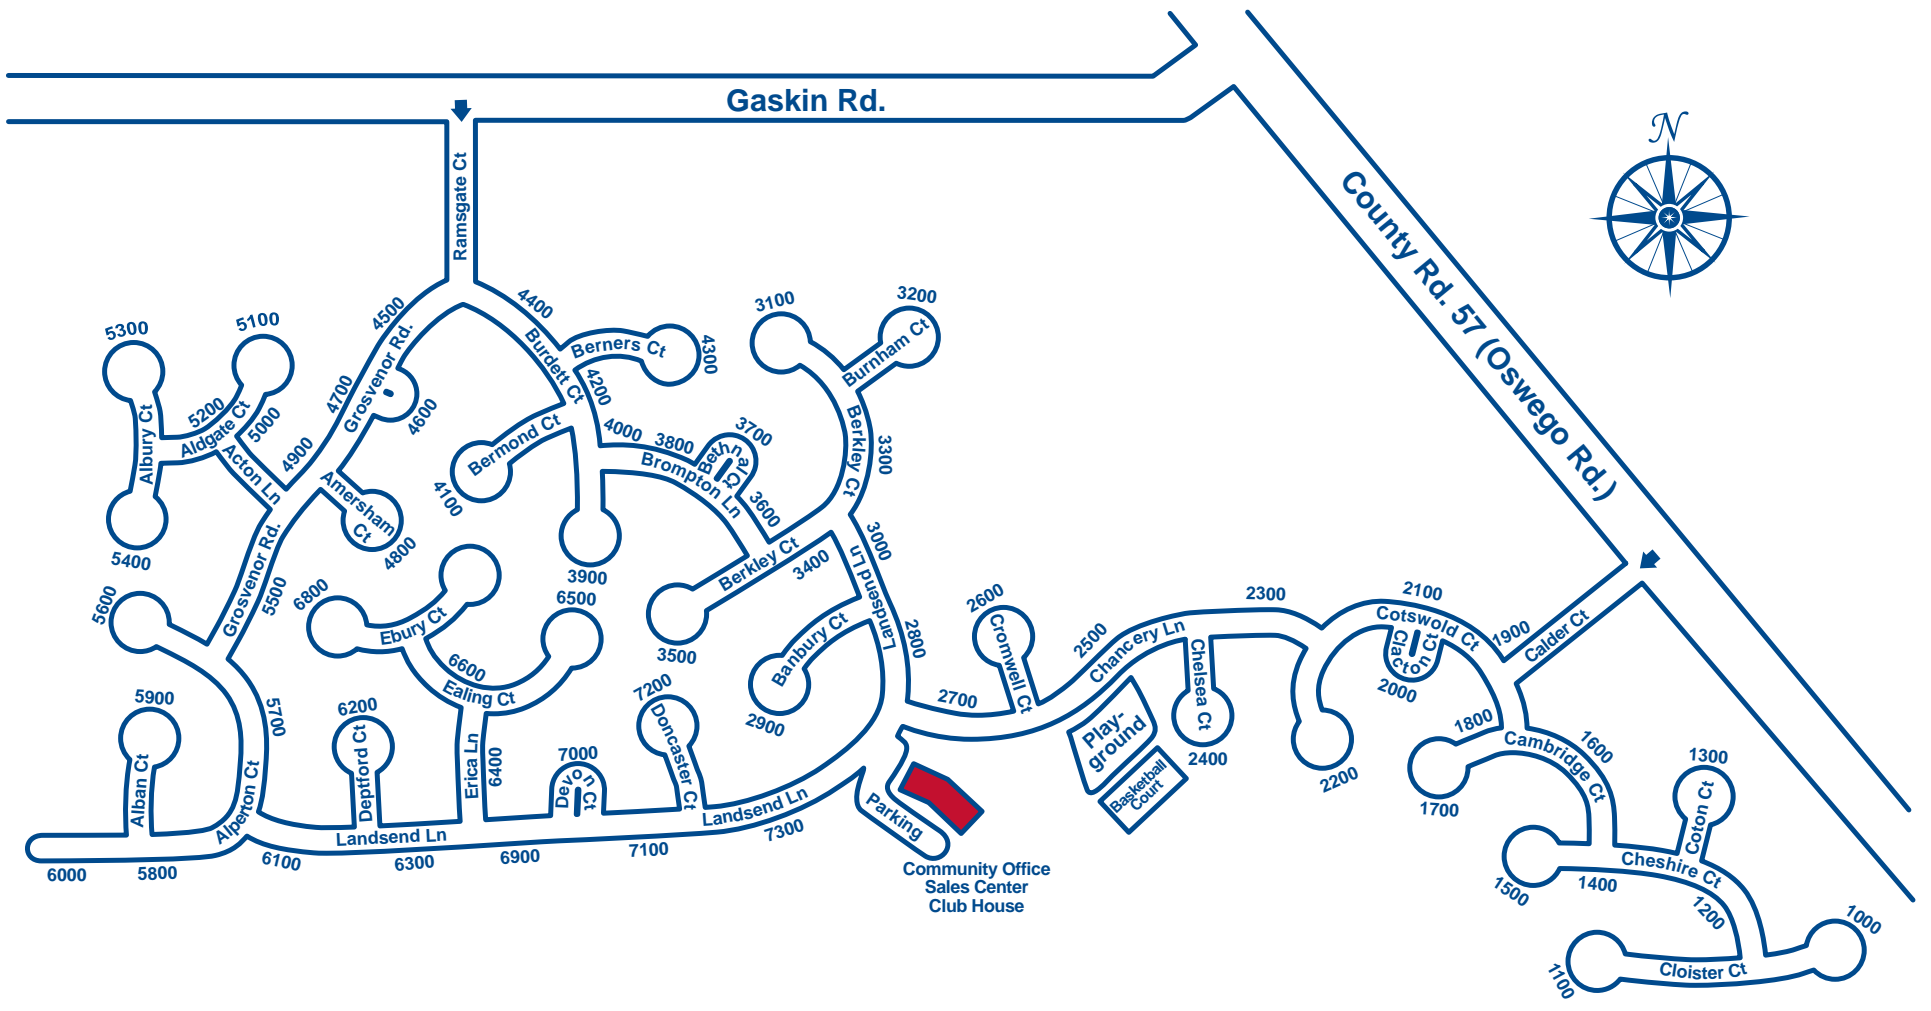 Gaskin Rd.
N
County Rd. 57 (Oswego Rd.)
Ramsgate Ct
4500
4400
Grosvenor Rd.
Burdett Ct
Berners Ct
4300
4200
3100
3200
Burnham Ct
5300
5100
Albury Ct
5200
Aldgate Ct
5000
Acton Ln
4900
4700
4600
5400
Amersham
Ct
4800
Bermond Ct
4100
4000
3800
3700
Bethnal Ct
Brompton Ln
3600
3900
Berkley Ct
3300
Berkley Ct
3400
3500
3000
Landsend Ln
2800
Banbury Ct
2900
Grosvenor Rd.
5500
5600
5700
6800
Ebury Ct
6500
6600
Ealing Ct
Erica Ln
6400
5900
Alban Ct
Alperton Ct
6200
Deptford Ct
7000
Devon Ct
7200
Doncaster Ct
6000
5800
6100
Landsend Ln
6300
6900
7100
Landsend Ln
7300
Parking
Community Office
Sales Center
Club House
2700
2600
Cromwell Ct
2500
Chancery Ln
Play-
ground
Basketball
Court
Chelsea Ct
2400
2300
2200
2100
Cotswold Ct
Clacton Ct
2000
1900
Calder Ct
1800
1700
Cambridge Ct
1600
1300
Coton Ct
Cheshire Ct
1500
1400
1200
1000
Cloister Ct
1100